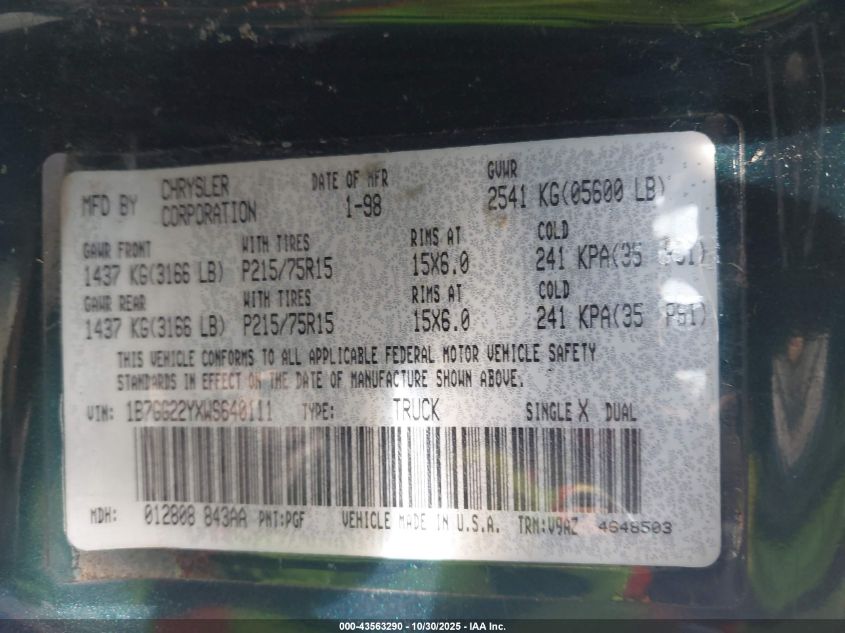 MFD BY CHRYSLER CORPORATION DATE OF MFR 1-98 GVWR 2541 KG(05600 LB)
GAWR FRONT WITH TIRES RIMS AT COLD
1437 KG(3166 LB) P215/75R15 15X6.0 241 KPA(35 PSI)
GAWR REAR WITH TIRES RIMS AT COLD
1437 KG(3166 LB) P215/75R15 15X6.0 241 KPA(35 PSI)
THIS VEHICLE CONFORMS TO ALL APPLICABLE FEDERAL MOTOR VEHICLE SAFETY
STANDARDS IN EFFECT ON THE DATE OF MANUFACTURE SHOWN ABOVE.
VIN: 1B7GG22YXWS640111 TYPE: TRUCK SINGLE X DUAL
MDH: 012808 843AA PNT:PGF VEHICLE MADE IN U.S.A. TRM:V9AZ 4648503
000-43563290 - 10/30/2025 - IAA Inc.